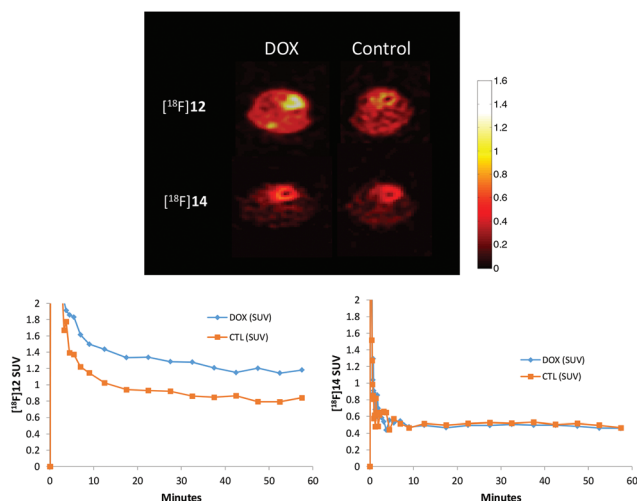 DOX Control
[¹⁸F]12
[¹⁸F]14
1.6
1.4
1.2
1
0.8
0.6
0.4
0.2
0
2
1.8
1.6
1.4
1.2
1
0.8
0.6
0.4
0.2
0
[¹⁸F]12 SUV
DOX (SUV)
CTL (SUV)
0 10 20 30 40 50 60
Minutes
2
1.8
1.6
1.4
1.2
1
0.8
0.6
0.4
0.2
0
[¹⁸F]14 SUV
DOX (SUV)
CTL (SUV)
0 10 20 30 40 50 60
Minutes